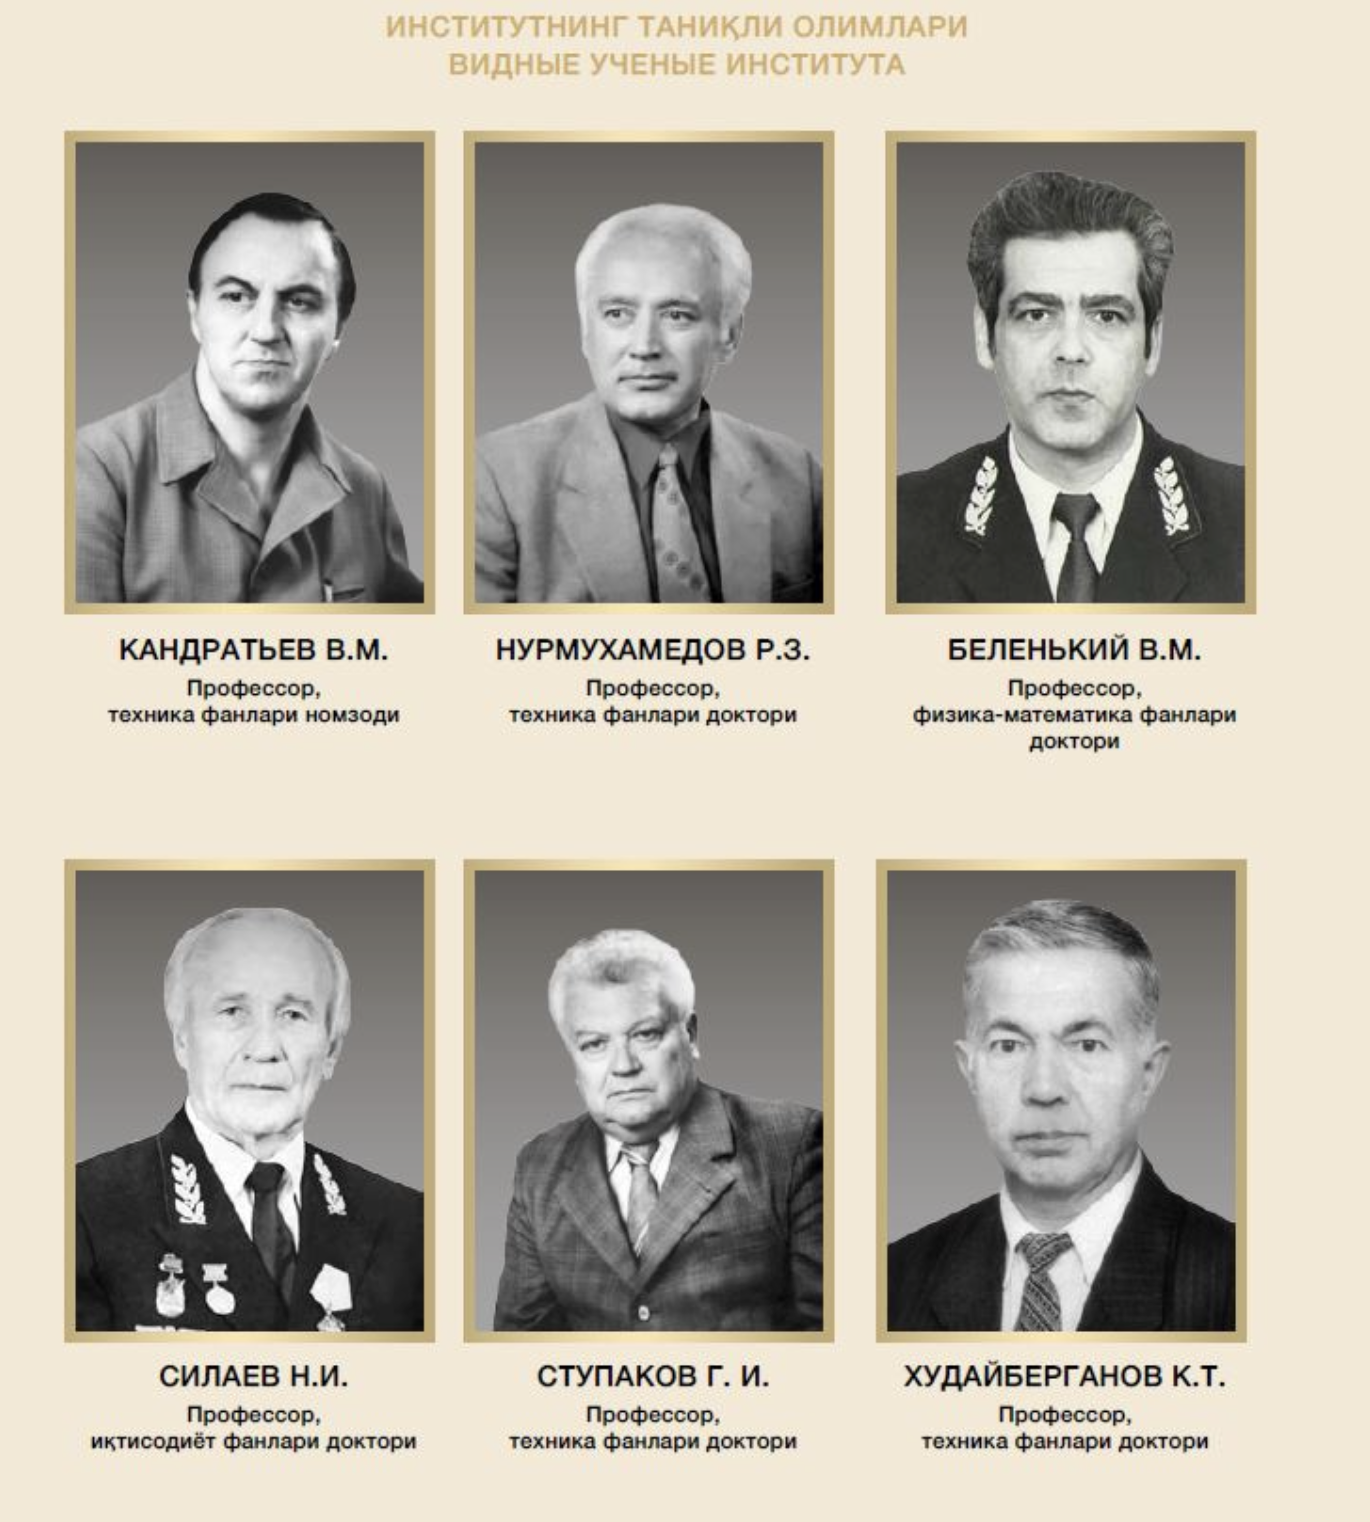 ИНСТИТУТНИНГ ТАНИҚЛИ ОЛИМЛАРИ
ВИДНЫЕ УЧЕНЫЕ ИНСТИТУТА
КАНДРАТЬЕВ В.М.
Профессор,
техника фанлари номзоди
НУРМУХАМЕДОВ Р.З.
Профессор,
техника фанлари доктори
БЕЛЕНЬКИЙ В.М.
Профессор,
физика-математика фанлари
доктори
СИЛАЕВ Н.И.
Профессор,
иқтисодиёт фанлари доктори
СТУПАКОВ Г. И.
Профессор,
техника фанлари доктори
ХУДАЙБЕРГАНОВ К.Т.
Профессор,
техника фанлари доктори